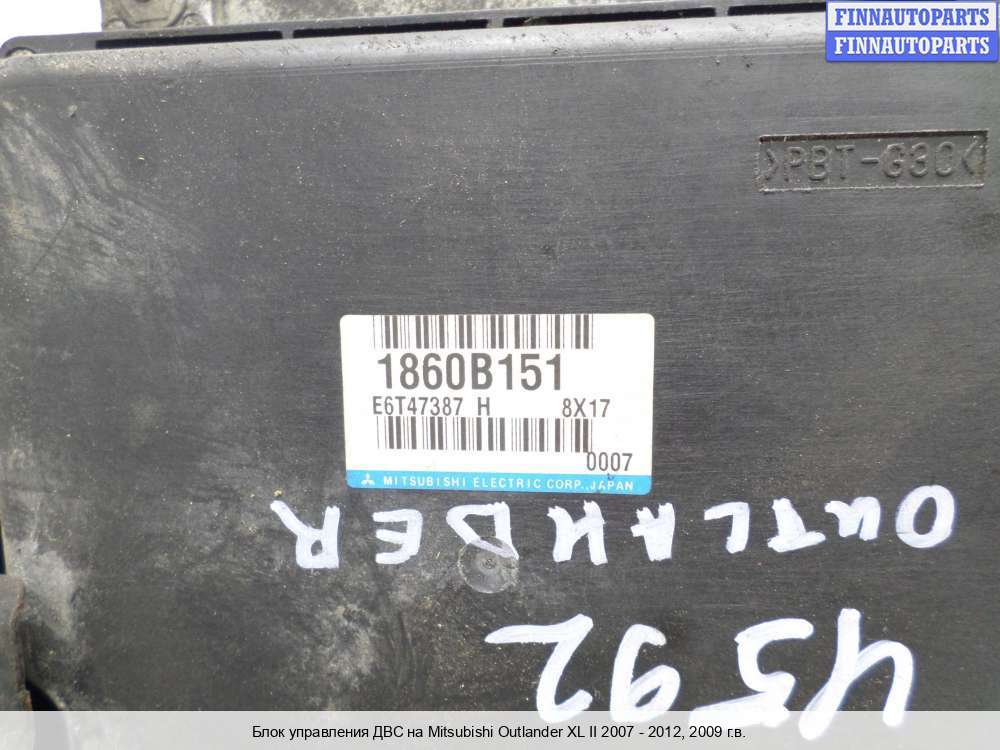 FINNAUTOPARTS
FINNAUTOPARTS
>PBT-G30<
1860B151
E6T47387 H 8X17
0007
MITSUBISHI ELECTRIC CORP., JAPAN
OUTLAHDER
4592
Блок управления ДВС на Mitsubishi Outlander XL II 2007 - 2012, 2009 г.в.